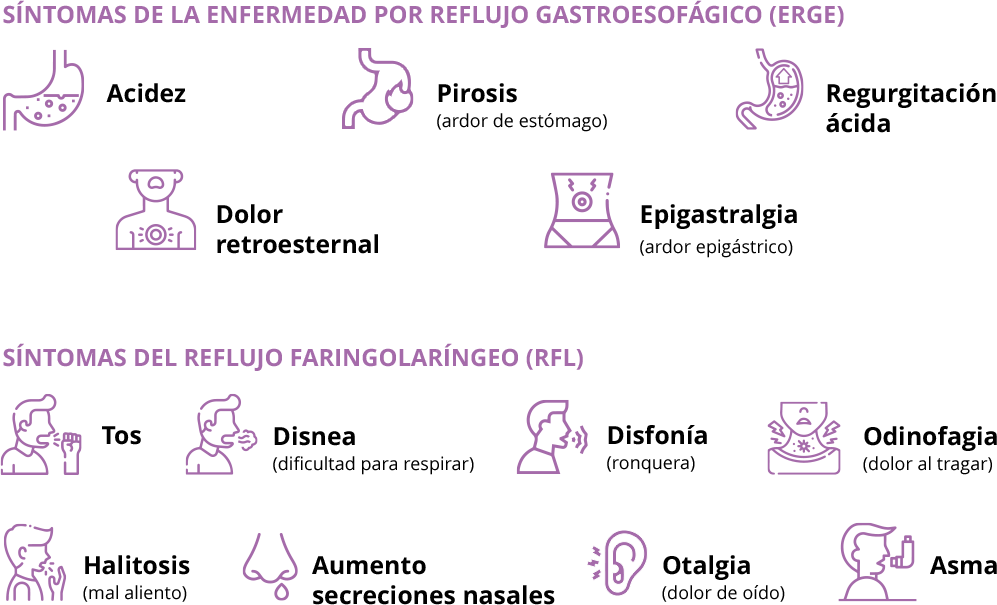 SÍNTOMAS DE LA ENFERMEDAD POR REFLUJO GASTROESOFÁGICO (ERGE)
Acidez
Pirosis
(ardor de estómago)
Regurgitación
ácida
Dolor
retroesternal
Epigastralgia
(ardor epigástrico)
SÍNTOMAS DEL REFLUJO FARINGOLARÍNGEO (RFL)
Tos
Disnea
(dificultad para respirar)
Disfonía
(ronquera)
Odinofagia
(dolor al tragar)
Halitosis
(mal aliento)
Aumento
secreciones nasales
Otalgia
(dolor de oído)
Asma